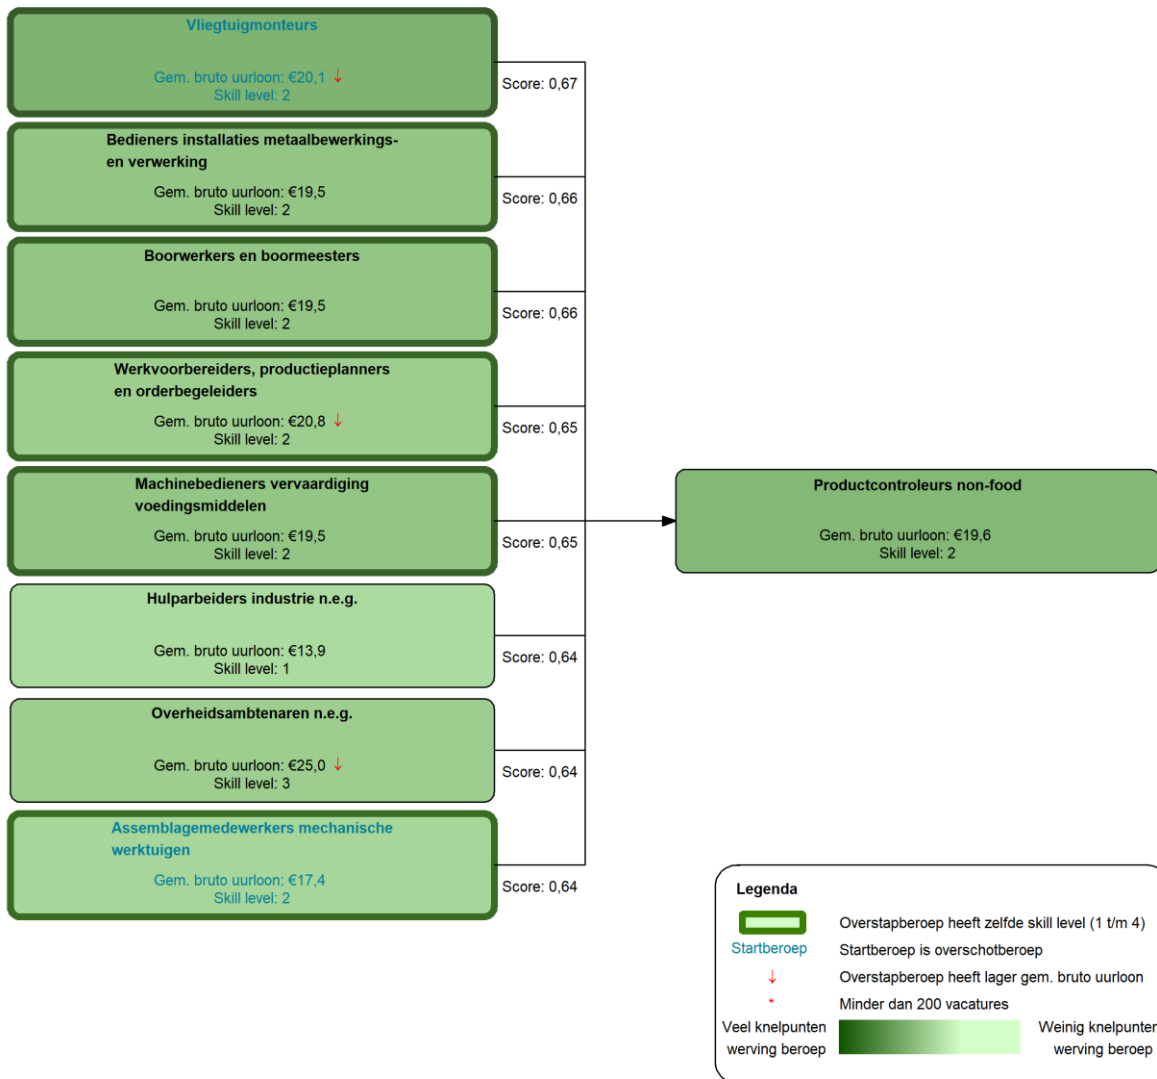 Vliegtuigmonteurs
Gem. bruto uurloon: €20,1 ↓
Skill level: 2
Score: 0,67
Bedieners installaties metaalbewerkings-
en verwerking
Gem. bruto uurloon: €19,5
Skill level: 2
Score: 0,66
Boorwerkers en boormeesters
Gem. bruto uurloon: €19,5
Skill level: 2
Score: 0,66
Werkvoorbereiders, productieplanners
en orderbegeleiders
Gem. bruto uurloon: €20,8 ↓
Skill level: 2
Score: 0,65
Machinebedieners vervaardiging
voedingsmiddelen
Gem. bruto uurloon: €19,5
Skill level: 2
Score: 0,65
Productcontroleurs non-food
Gem. bruto uurloon: €19,6
Skill level: 2
Hulparbeiders industrie n.e.g.
Gem. bruto uurloon: €13,9
Skill level: 1
Score: 0,64
Overheidsambtenaren n.e.g.
Gem. bruto uurloon: €25,0 ↓
Skill level: 3
Score: 0,64
Assemblagemedewerkers mechanische
werktuigen
Gem. bruto uurloon: €17,4
Skill level: 2
Score: 0,64
Legenda
Overstapberoep heeft zelfde skill level (1 t/m 4)
Startberoep Startberoep is overschotberoep
↓ Overstapberoep heeft lager gem. bruto uurloon
* Minder dan 200 vacatures
Veel knelpunten
werving beroep
Weinig knelpunten
werving beroep